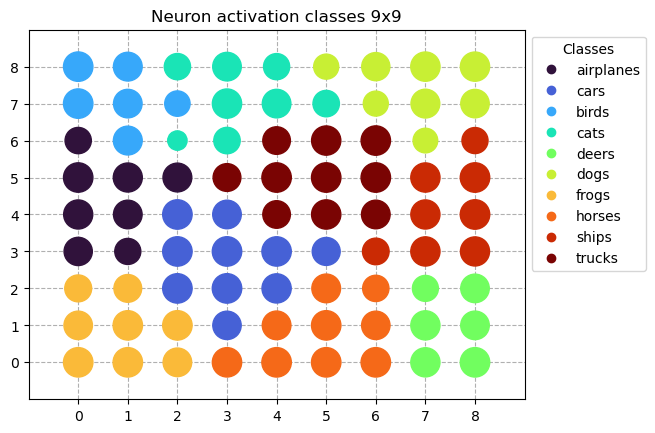 Neuron activation classes 9x9
8
7
6
5
4
3
2
1
0
0 1 2 3 4 5 6 7 8
Classes
airplanes
cars
birds
cats
deers
dogs
frogs
horses
ships
trucks